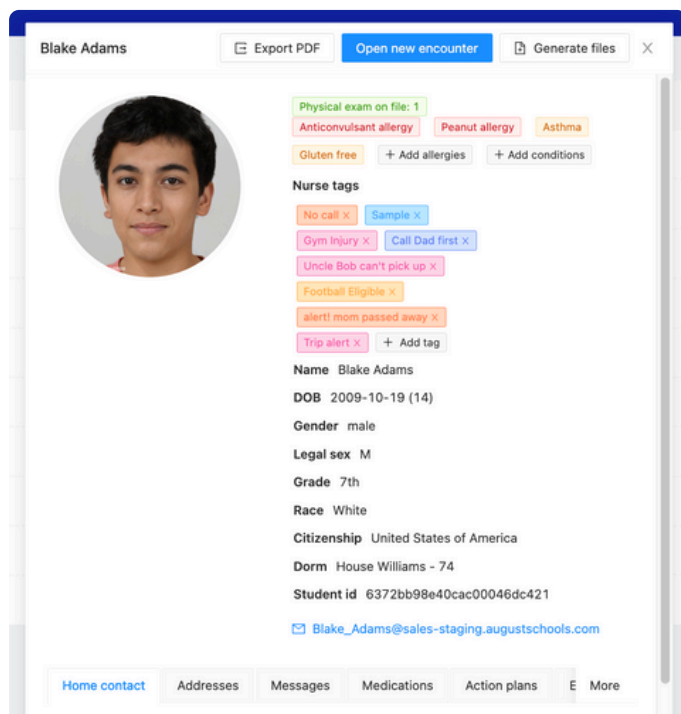 Blake Adams Export PDF Open new encounter Generate files
Physical exam on file: 1
Anticonvulsant allergy Peanut allergy Asthma
Gluten free + Add allergies + Add conditions
Nurse tags
No call × Sample ×
Gym Injury × Call Dad first ×
Uncle Bob can't pick up ×
Football Eligible ×
alert! mom passed away ×
Trip alert × + Add tag
Name Blake Adams
DOB 2009-10-19 (14)
Gender male
Legal sex M
Grade 7th
Race White
Citizenship United States of America
Dorm House Williams - 74
Student id 6372bb98e40cac00046dc421
Blake_Adams@sales-staging.augustschools.com
Home contact Addresses Messages Medications Action plans E More